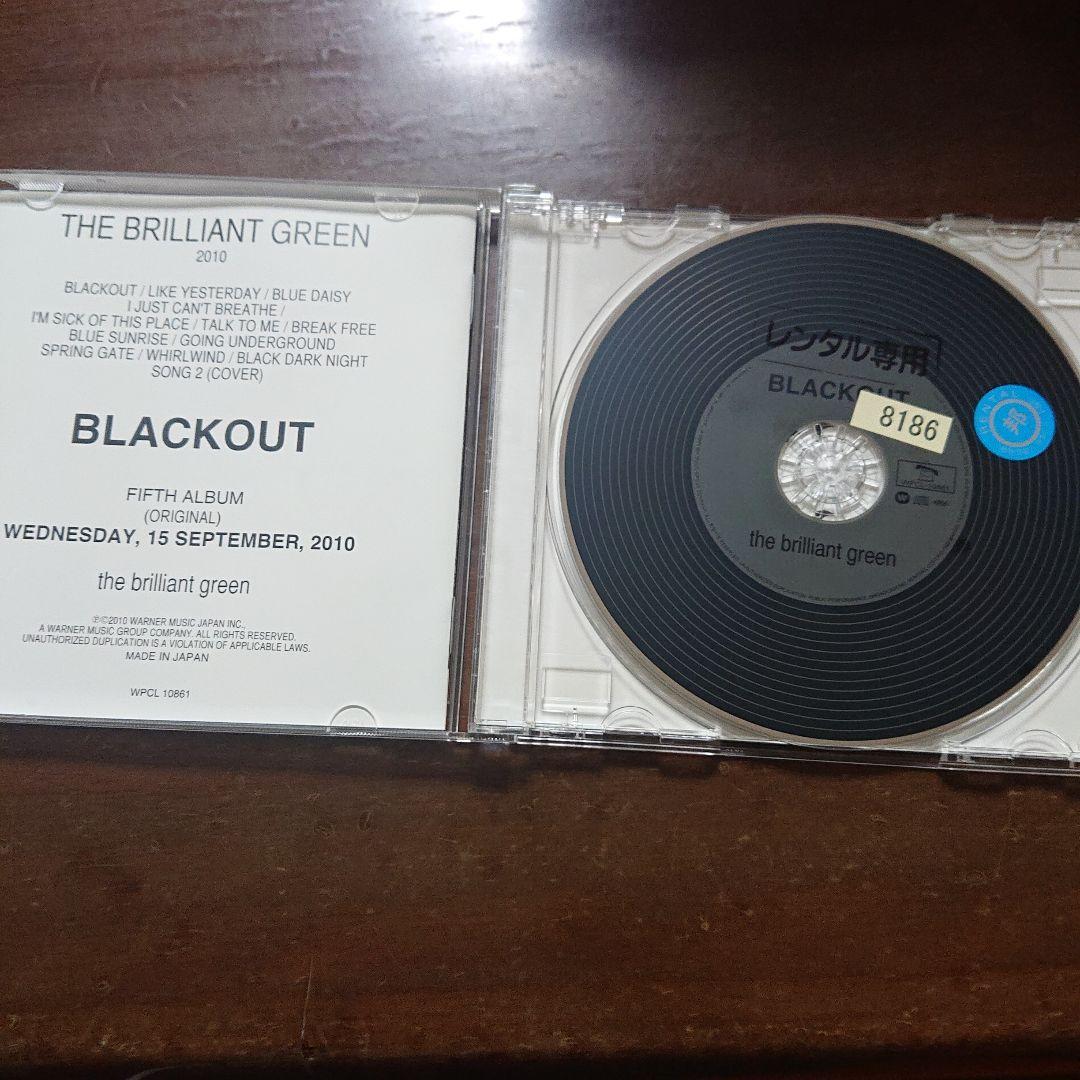 THE BRILLIANT GREEN
2010
BLACKOUT / LIKE YESTERDAY / BLUE DAISY
I JUST CAN'T BREATHE /
I'M SICK OF THIS PLACE / TALK TO ME / BREAK FREE
BLUE SUNRISE / GOING UNDERGROUND
SPRING GATE / WHIRLWIND / BLACK DARK NIGHT
SONG 2 (COVER)
BLACKOUT
FIFTH ALBUM
(ORIGINAL)
WEDNESDAY, 15 SEPTEMBER, 2010
the brilliant green
℗©2010 WARNER MUSIC JAPAN INC.,
A WARNER MUSIC GROUP COMPANY. ALL RIGHTS RESERVED.
UNAUTHORIZED DUPLICATION IS A VIOLATION OF APPLICABLE LAWS.
MADE IN JAPAN
WPCL 10861
レンタル専用
BLACKOUT
8186
RENTAL
WPCL-10861
the brilliant green